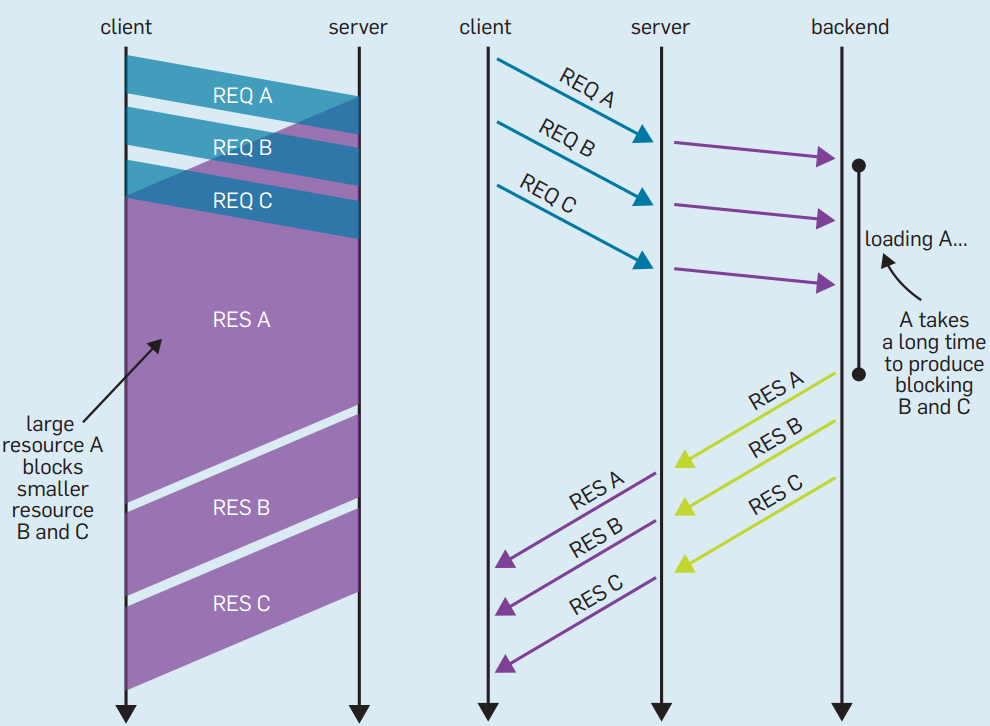 client
server
REQ A
REQ B
REQ C
RES A
large
resource A
blocks
smaller
resource
B and C
RES B
RES C
client
server
backend
REQ A
REQ B
REQ C
loading A...
A takes
a long time
to produce
blocking
B and C
RES A
RES B
RES C
RES A
RES B
RES C